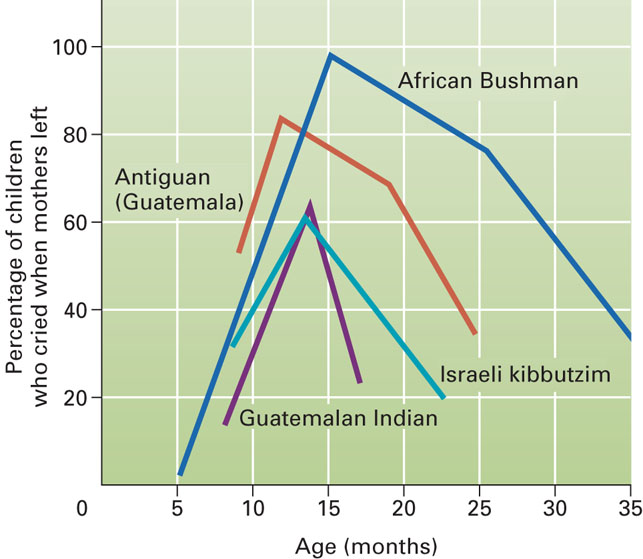 Percentage of children
who cried when mothers left
100
80
60
40
20
0
5
10
15
20
25
30
35
Age (months)
African Bushman
Antiguan
(Guatemala)
Israeli kibbutzim
Guatemalan Indian